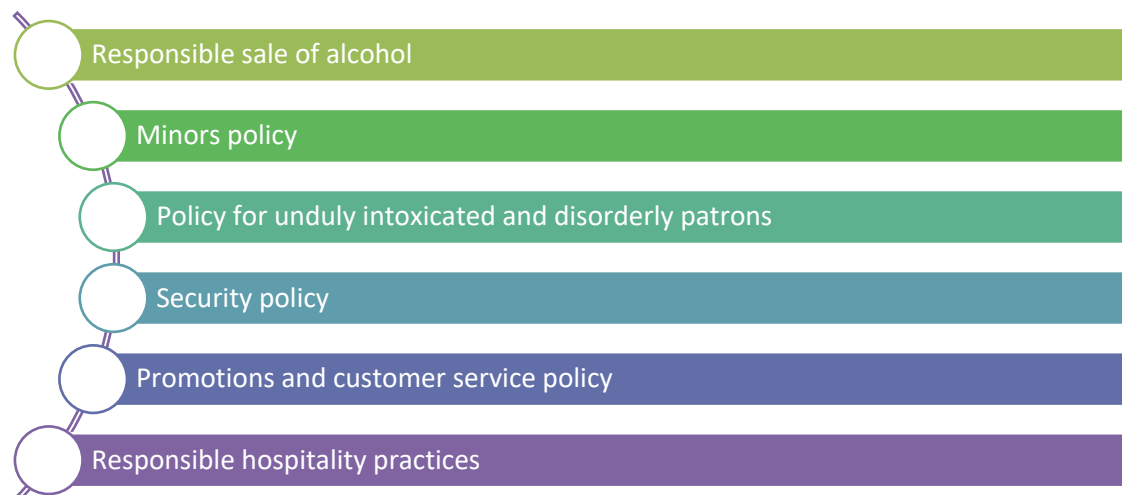 Responsible sale of alcohol
Minors policy
Policy for unduly intoxicated and disorderly patrons
Security policy
Promotions and customer service policy
Responsible hospitality practices